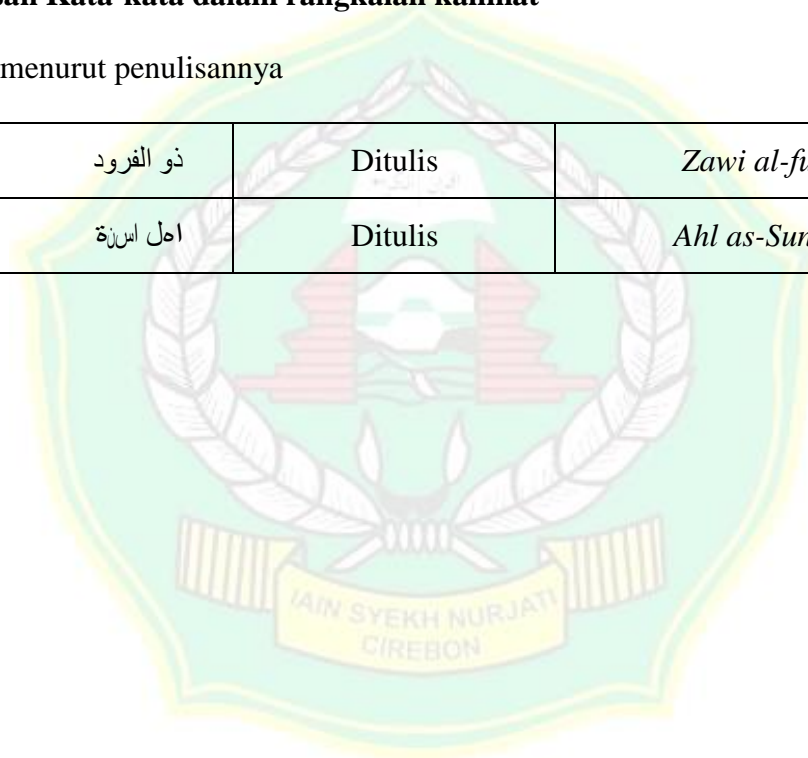 Kata-kata dalam rangkaian kalimat
menurut penulisannya
ذو الفرود Ditulis Zawi al-fu
اهل اسنة Ditulis Ahl as-Sun
IAIN SYEKH NURJATI
CIREBON